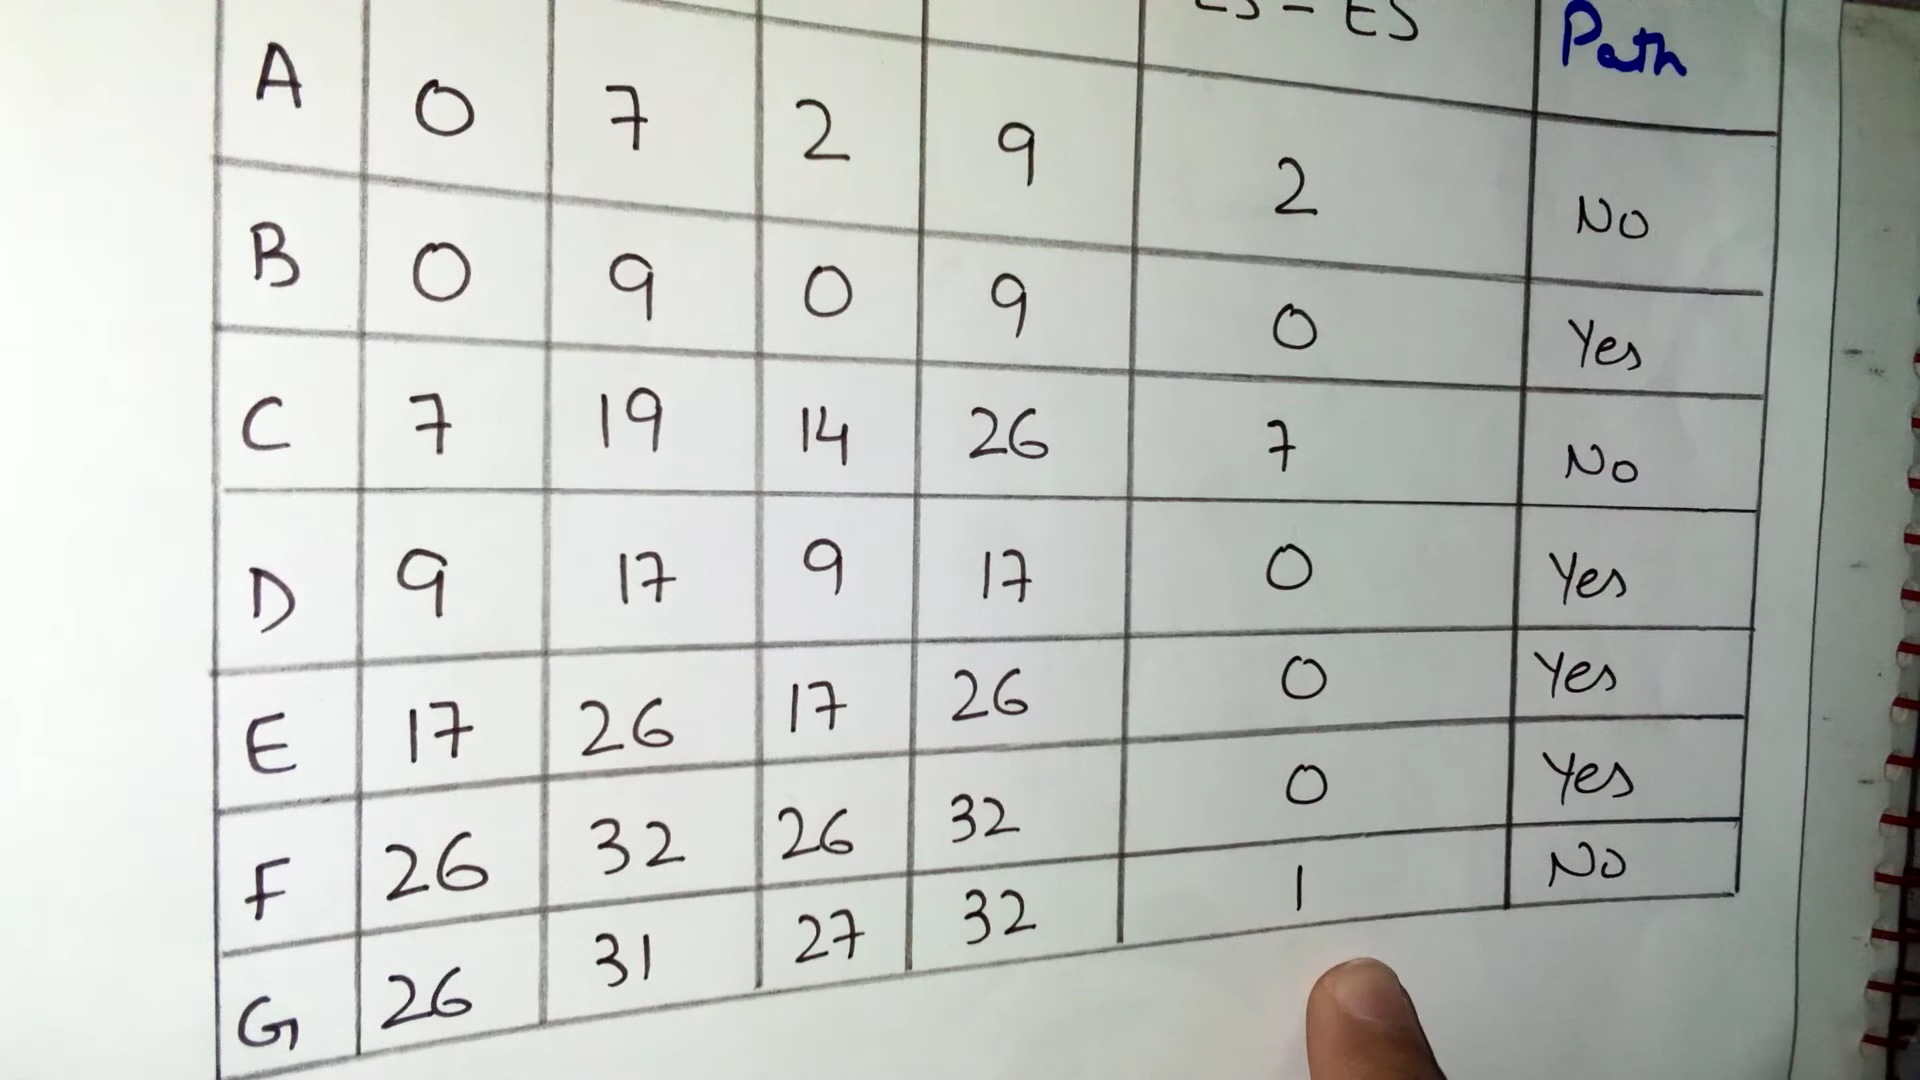 LS - ES Path
A 0 7 2 9 2 No
B 0 9 0 9 0 Yes
C 7 19 14 26 7 No
D 9 17 9 17 0 Yes
E 17 26 17 26 0 Yes
F 26 32 26 32 0 Yes
G 26 31 27 32 1 No